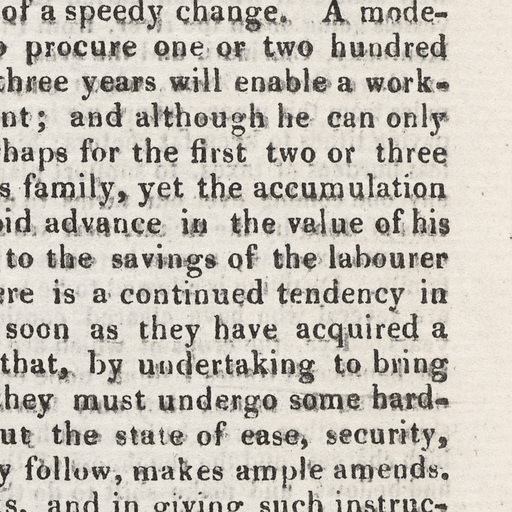 of a speedy change. A mode-
procure one or two hundred
three years will enable a work-
nt; and although he can only
haps for the first two or three
s family, yet the accumulation
id advance in the value of his
to the savings of the labourer
re is a continued tendency in
soon as they have acquired a
that, by undertaking to bring
they must undergo some hard-
ut the state of ease, security,
y follow, makes ample amends.
s. and in giving such instruc-